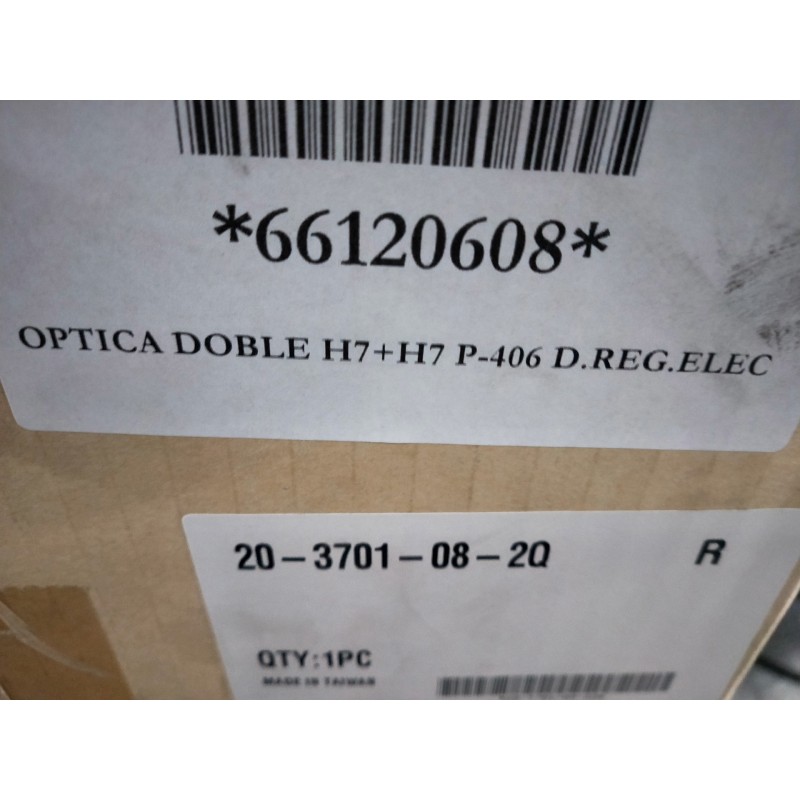 *66120608*
OPTICA DOBLE H7+H7 P-406 D.REG.ELEC
20-3701-08-2Q R
QTY:1PC
MADE IN TAIWAN